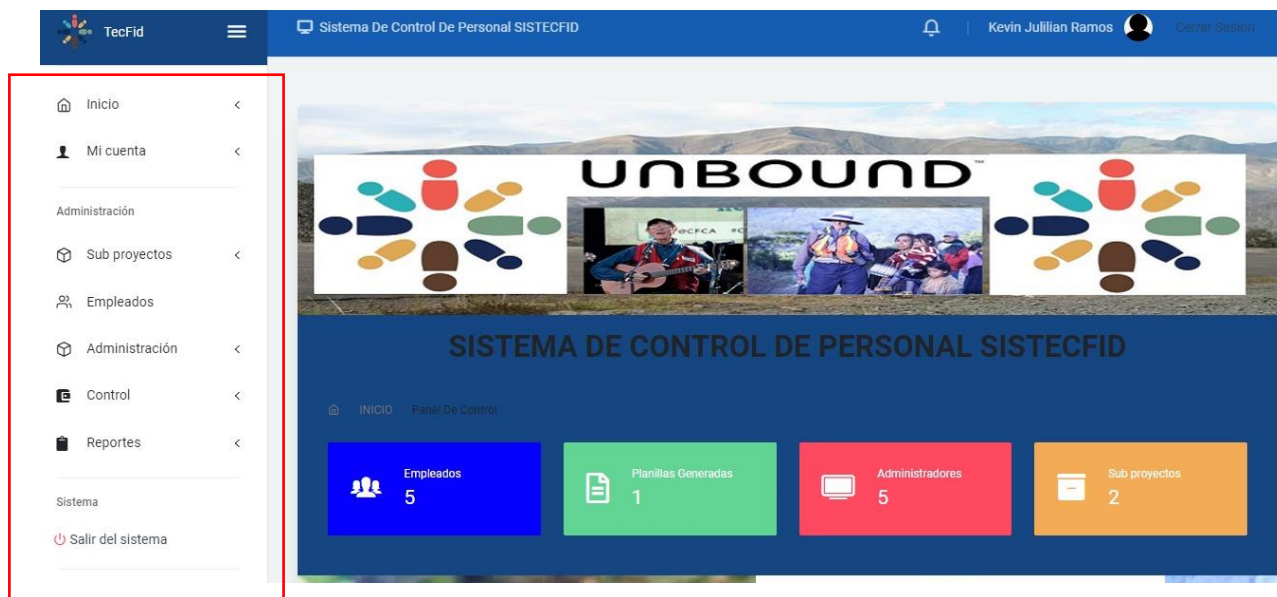 TecFid
Sistema De Control De Personal SISTECFID
Kevin Julilian Ramos
Cerrar Sesion
Inicio
Mi cuenta
Administración
Sub proyectos
Empleados
Administración
Control
Reportes
Sistema
Salir del sistema
UNBOUND™
@CFCA #C
SISTEMA DE CONTROL DE PERSONAL SISTECFID
INICIO Panel De Control
Empleados
5
Planillas Generadas
1
Administradores
5
Sub proyectos
2